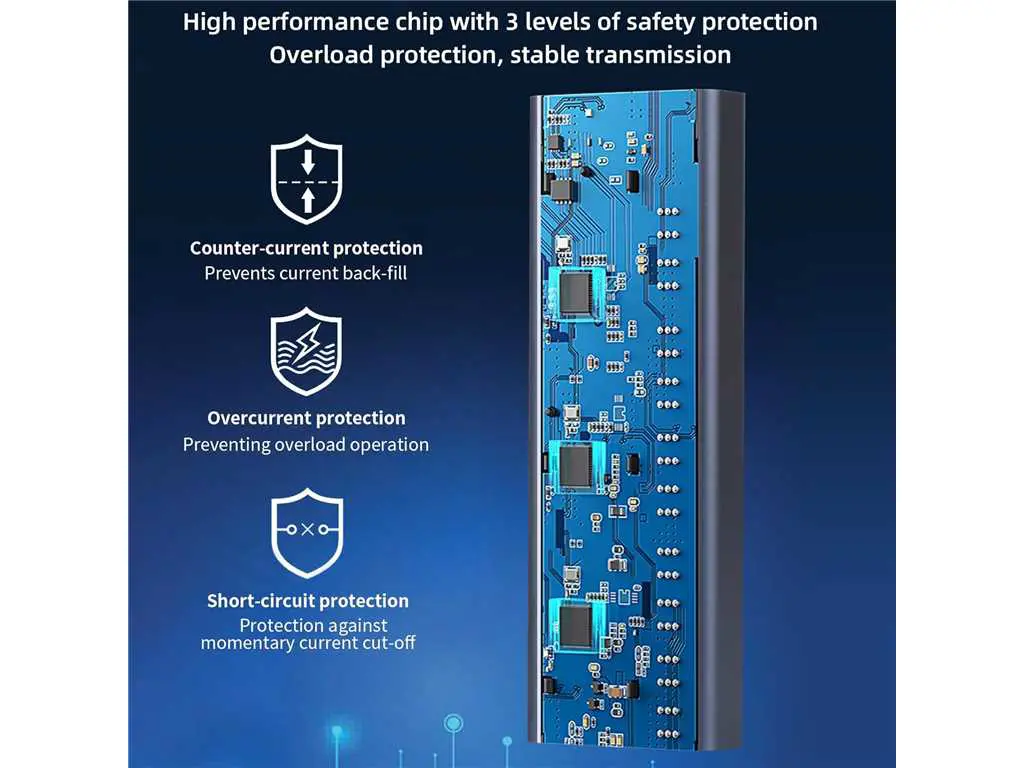 High performance chip with 3 levels of safety protection
Overload protection, stable transmission
Counter-current protection
Prevents current back-fill
Overcurrent protection
Preventing overload operation
Short-circuit protection
Protection against
momentary current cut-off